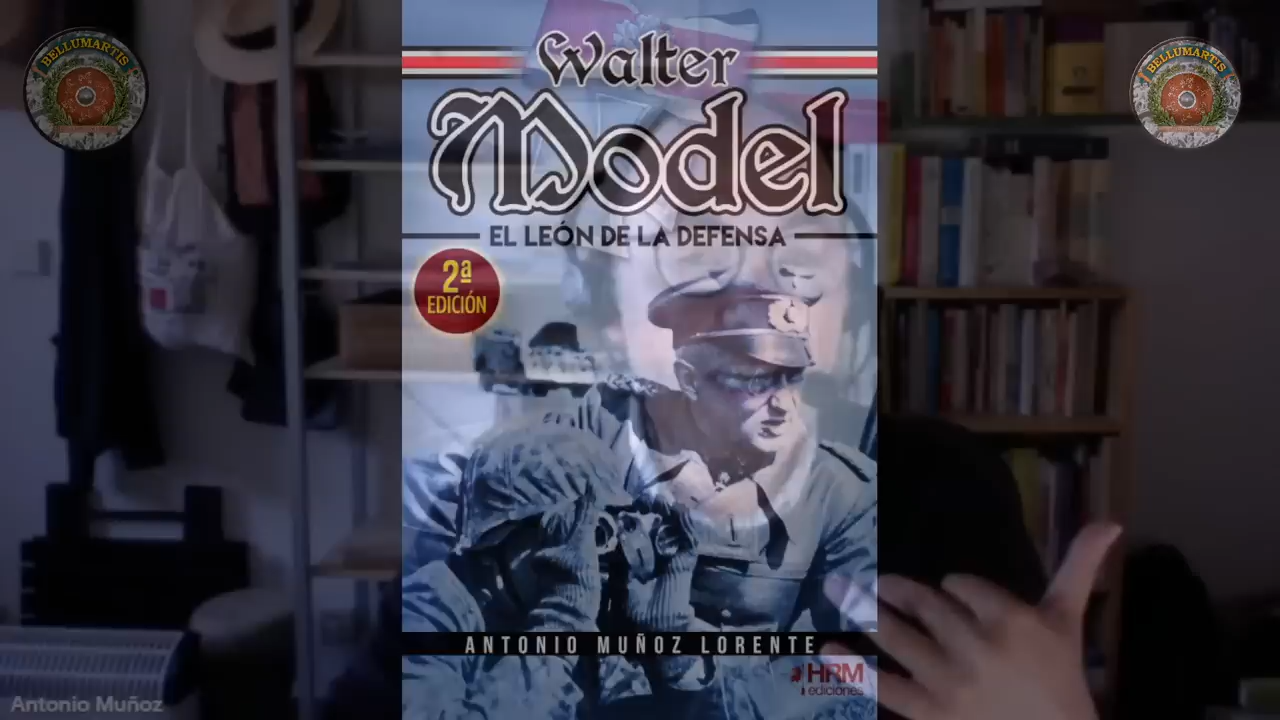 BELLUMARTIS
BELLUMARTIS
Walter
Model
EL LEÓN DE LA DEFENSA
2ª
EDICIÓN
ANTONIO MUÑOZ LORENTE
HRM
ediciones
Antonio Muñoz